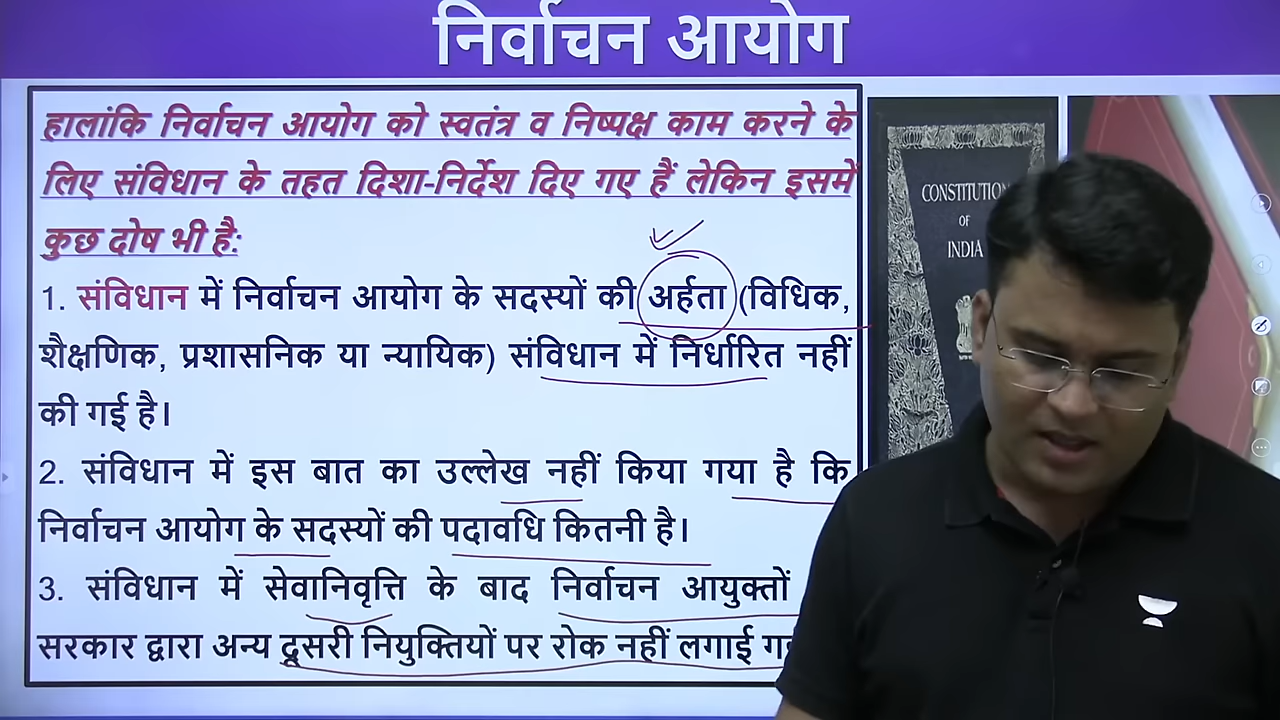 निर्वाचन आयोग
हालांकि निर्वाचन आयोग को स्वतंत्र व निष्पक्ष काम करने के
लिए संविधान के तहत दिशा-निर्देश दिए गए हैं लेकिन इसमें
कुछ दोष भी है:
1. संविधान में निर्वाचन आयोग के सदस्यों की अर्हता (विधिक,
शैक्षणिक, प्रशासनिक या न्यायिक) संविधान में निर्धारित नहीं
की गई है।
2. संविधान में इस बात का उल्लेख नहीं किया गया है कि
निर्वाचन आयोग के सदस्यों की पदावधि कितनी है।
3. संविधान में सेवानिवृत्ति के बाद निर्वाचन आयुक्तों
सरकार द्वारा अन्य दूसरी नियुक्तियों पर रोक नहीं लगाई
CONSTITUTION
OF
INDIA